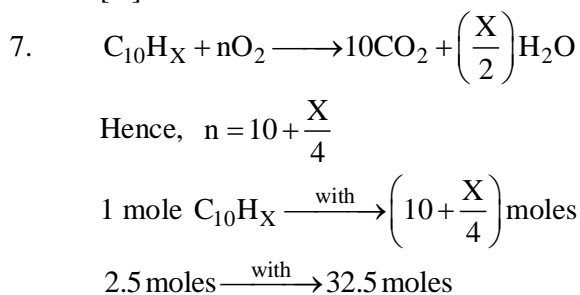 7. C₁₀Hₓ + nO₂ ⟶ 10CO₂ + (X/2) H₂O
Hence, n = 10 + X/4
1 mole C₁₀Hₓ —with→ (10 + X/4) moles
2.5 moles —with→ 32.5 moles